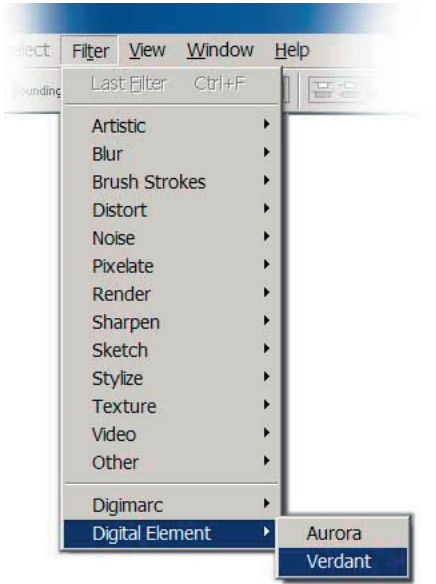 Filter View Window Help
Last Filter Ctrl+F
Artistic
Blur
Brush Strokes
Distort
Noise
Pixelate
Render
Sharpen
Sketch
Stylize
Texture
Video
Other
Digimarc
Digital Element
Aurora
Verdant